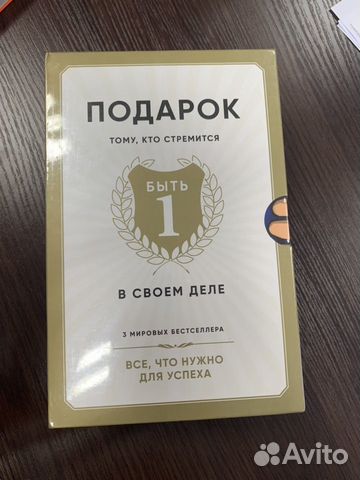 ПОДАРОК
ТОМУ, КТО СТРЕМИТСЯ
БЫТЬ
1
В СВОЕМ ДЕЛЕ
3 МИРОВЫХ БЕСТСЕЛЛЕРА
ВСЕ, ЧТО НУЖНО
ДЛЯ УСПЕХА
Avito